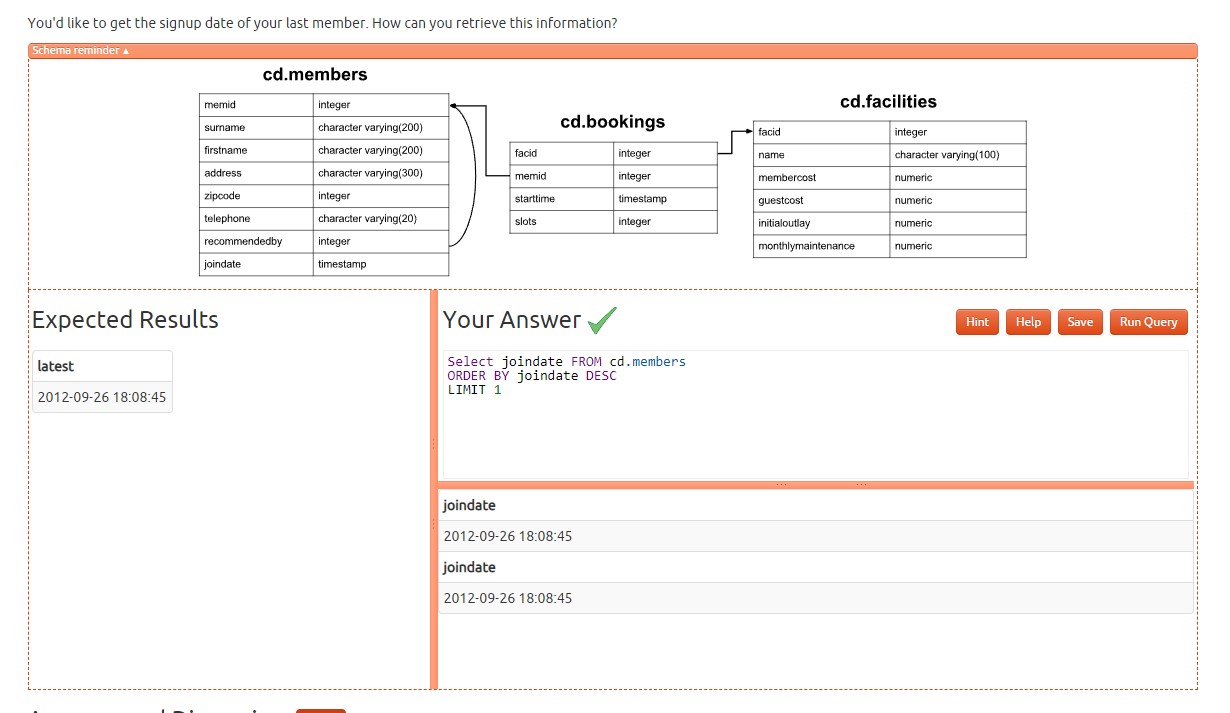 You'd like to get the signup date of your last member. How can you retrieve this information?
Schema reminder ▲
cd.members
memid integer
surname character varying(200)
firstname character varying(200)
address character varying(300)
zipcode integer
telephone character varying(20)
recommendedby integer
joindate timestamp
cd.bookings
facid integer
memid integer
starttime timestamp
slots integer
cd.facilities
facid integer
name character varying(100)
membercost numeric
guestcost numeric
initialoutlay numeric
monthlymaintenance numeric
Expected Results
latest
2012-09-26 18:08:45
Your Answer
Hint Help Save Run Query
Select joindate FROM cd.members
ORDER BY joindate DESC
LIMIT 1
joindate
2012-09-26 18:08:45
joindate
2012-09-26 18:08:45